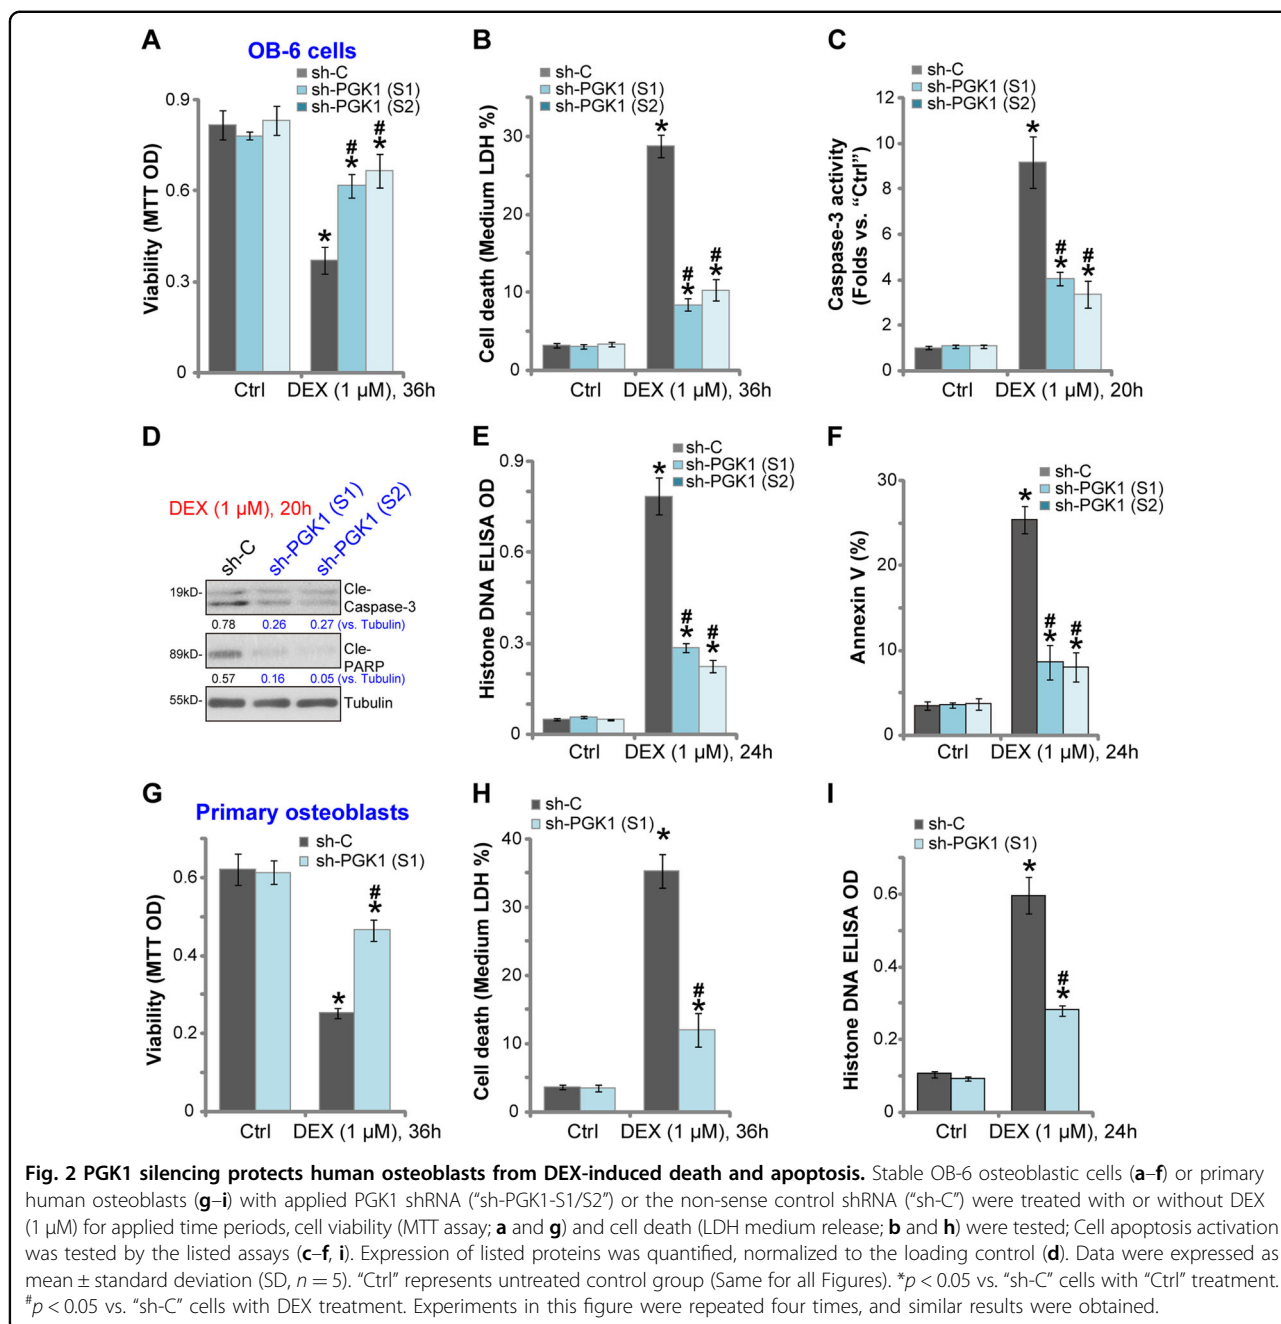 A
OB-6 cells
sh-C
sh-PGK1 (S1)
sh-PGK1 (S2)
Viability (MTT OD)
0.9
0.6
0.3
0
*
#
*
#
*
Ctrl
DEX (1 µM), 36h
B
sh-C
sh-PGK1 (S1)
sh-PGK1 (S2)
Cell death (Medium LDH %)
30
20
10
0
*
#
*
#
*
Ctrl
DEX (1 µM), 36h
C
sh-C
sh-PGK1 (S1)
sh-PGK1 (S2)
Caspase-3 activity
(Folds vs. “Ctrl”)
12
10
8
6
4
2
0
*
#
*
#
*
Ctrl
DEX (1 µM), 20h
D
DEX (1 µM), 20h
sh-C
sh-PGK1 (S1)
sh-PGK1 (S2)
19kD-
Cle-
Caspase-3
0.78 0.26 0.27 (vs. Tubulin)
89kD-
Cle-
PARP
0.57 0.16 0.05 (vs. Tubulin)
55kD-
Tubulin
E
sh-C
sh-PGK1 (S1)
sh-PGK1 (S2)
Histone DNA ELISA OD
0.9
0.6
0.3
0
*
#
*
#
*
Ctrl
DEX (1 µM), 24h
F
sh-C
sh-PGK1 (S1)
sh-PGK1 (S2)
Annexin V (%)
30
20
10
0
*
#
*
#
*
Ctrl
DEX (1 µM), 24h
G
Primary osteoblasts
sh-C
sh-PGK1 (S1)
Viability (MTT OD)
0.6
0.4
0.2
0
*
#
*
Ctrl
DEX (1 µM), 36h
H
sh-C
sh-PGK1 (S1)
Cell death (Medium LDH %)
40
30
20
10
0
*
#
*
Ctrl
DEX (1 µM), 36h
I
sh-C
sh-PGK1 (S1)
Histone DNA ELISA OD
0.6
0.4
0.2
0
*
#
*
Ctrl
DEX (1 µM), 24h
Fig. 2 PGK1 silencing protects human osteoblasts from DEX-induced death and apoptosis. Stable OB-6 osteoblastic cells (a–f) or primary
human osteoblasts (g–i) with applied PGK1 shRNA (“sh-PGK1-S1/S2”) or the non-sense control shRNA (“sh-C”) were treated with or without DEX
(1 μM) for applied time periods, cell viability (MTT assay; a and g) and cell death (LDH medium release; b and h) were tested; Cell apoptosis activation
was tested by the listed assays (c–f, i). Expression of listed proteins was quantified, normalized to the loading control (d). Data were expressed as
mean ± standard deviation (SD, n = 5). “Ctrl” represents untreated control group (Same for all Figures). *p < 0.05 vs. “sh-C” cells with “Ctrl” treatment.
#p < 0.05 vs. “sh-C” cells with DEX treatment. Experiments in this figure were repeated four times, and similar results were obtained.